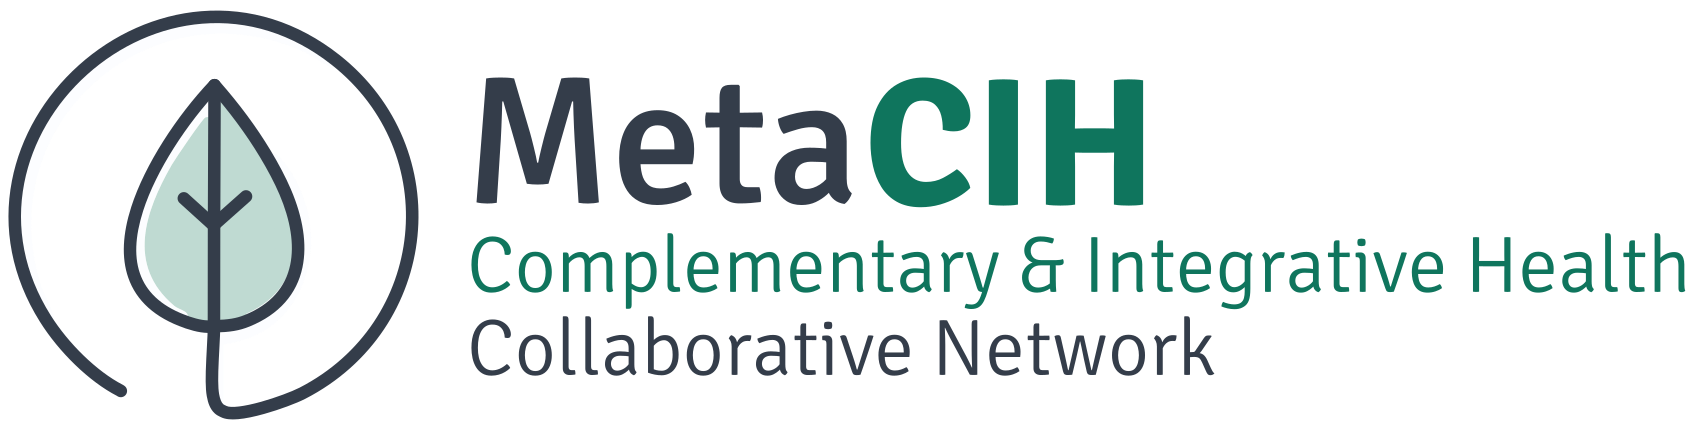 MetaCIH
Complementary & Integrative Health
Collaborative Network